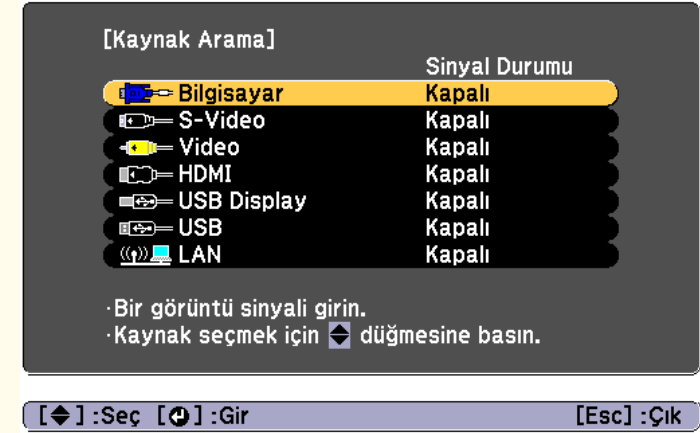 [Kaynak Arama]
Sinyal Durumu
Bilgisayar Kapalı
S-Video Kapalı
Video Kapalı
HDMI Kapalı
USB Display Kapalı
USB Kapalı
LAN Kapalı
·Bir görüntü sinyali girin.
·Kaynak seçmek için düğmesine basın.
[ ] :Seç [ ] :Gir [Esc] :Çık